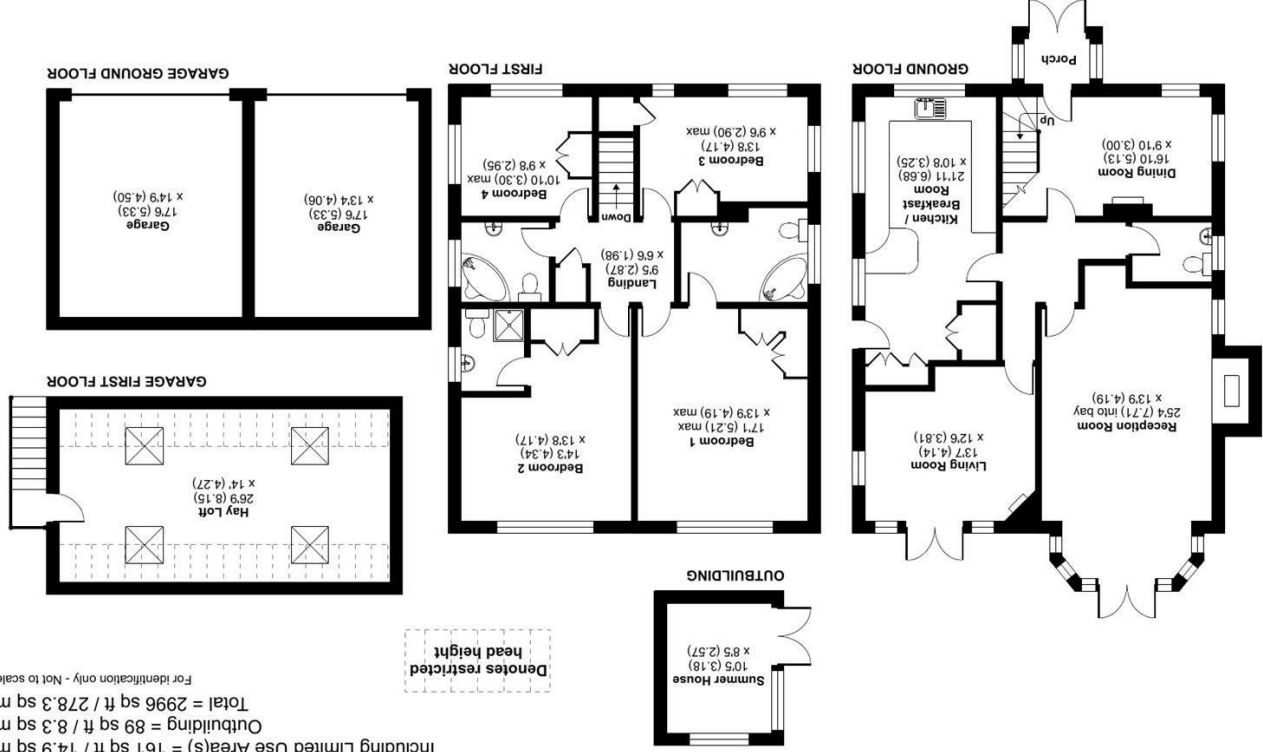 Including Limited Use Area(s) = 161 sq ft / 14.9 sq m
Outbuilding = 89 sq ft / 8.3 sq m
Total = 2996 sq ft / 278.3 sq m
For identification only - Not to scale
Denotes restricted
head height
Summer House
10'5 (3.18)
x 8'5 (2.57)
OUTBUILDING
Reception Room
25'4 (7.71) into bay
x 13'9 (4.19)
Living Room
13'7 (4.14)
x 12'6 (3.81)
Kitchen /
Breakfast
Room
21'11 (6.68)
x 10'8 (3.25)
Dining Room
16'10 (5.13)
x 9'10 (3.00)
Up
Porch
GROUND FLOOR
Bedroom 1
17'1 (5.21) max
x 13'9 (4.19) max
Bedroom 2
14'3 (4.34)
x 13'8 (4.17)
Landing
9'5 (2.87)
x 6'6 (1.98)
Down
Bedroom 3
13'8 (4.17)
x 9'6 (2.90) max
Bedroom 4
10'10 (3.30) max
x 9'8 (2.95)
FIRST FLOOR
Hay Loft
26'9 (8.15)
x 14' (4.27)
GARAGE FIRST FLOOR
Garage
17'6 (5.33)
x 13'4 (4.06)
Garage
17'6 (5.33)
x 14'9 (4.50)
GARAGE GROUND FLOOR